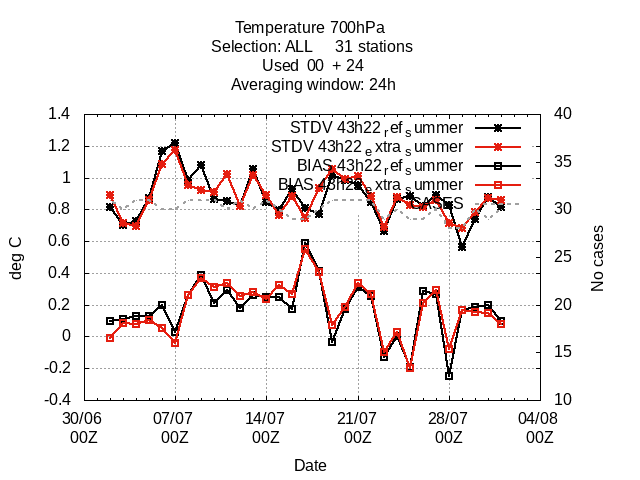 Temperature 700hPa
Selection: ALL 31 stations
Used 00 + 24
Averaging window: 24h
1.4
1.2
1
0.8
0.6
0.4
0.2
0
-0.2
-0.4
deg C
40
35
30
25
20
15
10
No cases
STDV 43h22 ref summer
STDV 43h22 extra summer
BIAS 43h22 ref summer
BIAS 43h22 extra summer
CASES
30/06 07/07 14/07 21/07 28/07 04/08
00Z 00Z 00Z 00Z 00Z 00Z
Date